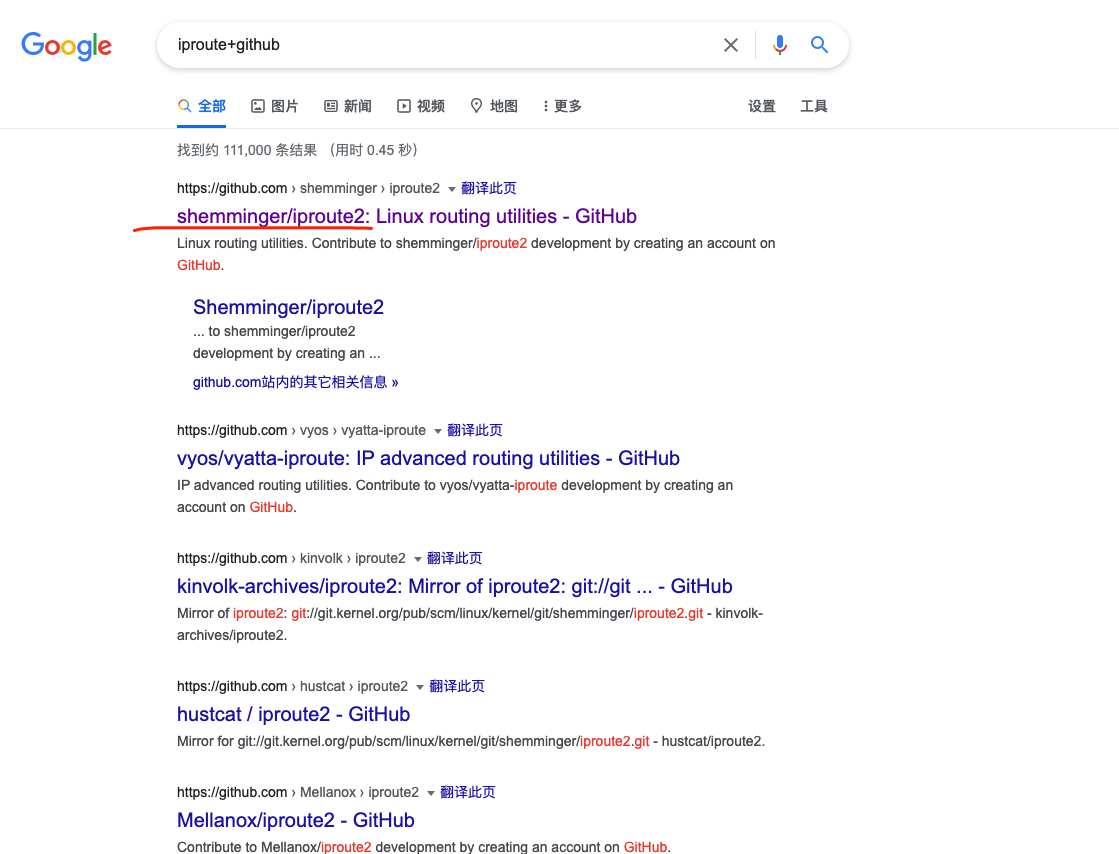 Google
iproute+github
全部 图片 新闻 视频 地图 更多 设置 工具
找到约 111,000 条结果 （用时 0.45 秒）
https://github.com › shemminger › iproute2 翻译此页
shemminger/iproute2: Linux routing utilities - GitHub
Linux routing utilities. Contribute to shemminger/iproute2 development by creating an account on
GitHub.
Shemminger/iproute2
... to shemminger/iproute2
development by creating an ...
github.com站内的其它相关信息 »
https://github.com › vyos › vyatta-iproute 翻译此页
vyos/vyatta-iproute: IP advanced routing utilities - GitHub
IP advanced routing utilities. Contribute to vyos/vyatta-iproute development by creating an
account on GitHub.
https://github.com › kinvolk › iproute2 翻译此页
kinvolk-archives/iproute2: Mirror of iproute2: git://git ... - GitHub
Mirror of iproute2: git://git.kernel.org/pub/scm/linux/kernel/git/shemminger/iproute2.git - kinvolk-
archives/iproute2.
https://github.com › hustcat › iproute2 翻译此页
hustcat / iproute2 - GitHub
Mirror for git://git.kernel.org/pub/scm/linux/kernel/git/shemminger/iproute2.git - hustcat/iproute2.
https://github.com › Mellanox › iproute2 翻译此页
Mellanox/iproute2 - GitHub
Contribute to Mellanox/iproute2 development by creating an account on GitHub.